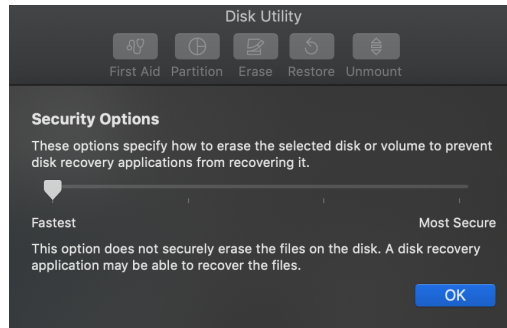 Disk Utility
First Aid Partition Erase Restore Unmount
Security Options
These options specify how to erase the selected disk or volume to prevent
disk recovery applications from recovering it.
Fastest Most Secure
This option does not securely erase the files on the disk. A disk recovery
application may be able to recover the files.
OK